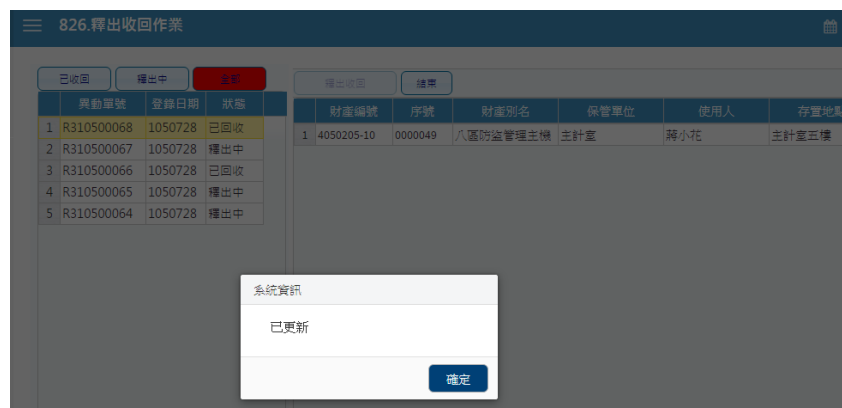 826.釋出收回作業
已收回 釋出中 全部
異動單號 登錄日期 狀態
1 R310500068 1050728 已回收
2 R310500067 1050728 釋出中
3 R310500066 1050728 已回收
4 R310500065 1050728 釋出中
5 R310500064 1050728 釋出中
釋出收回 結束
財產編號 序號 財產別名 保管單位 使用人 存置地點
1 4050205-10 0000049 八區防盜管理主機 主計室 蔣小花 主計室五樓
系統資訊
已更新
確定